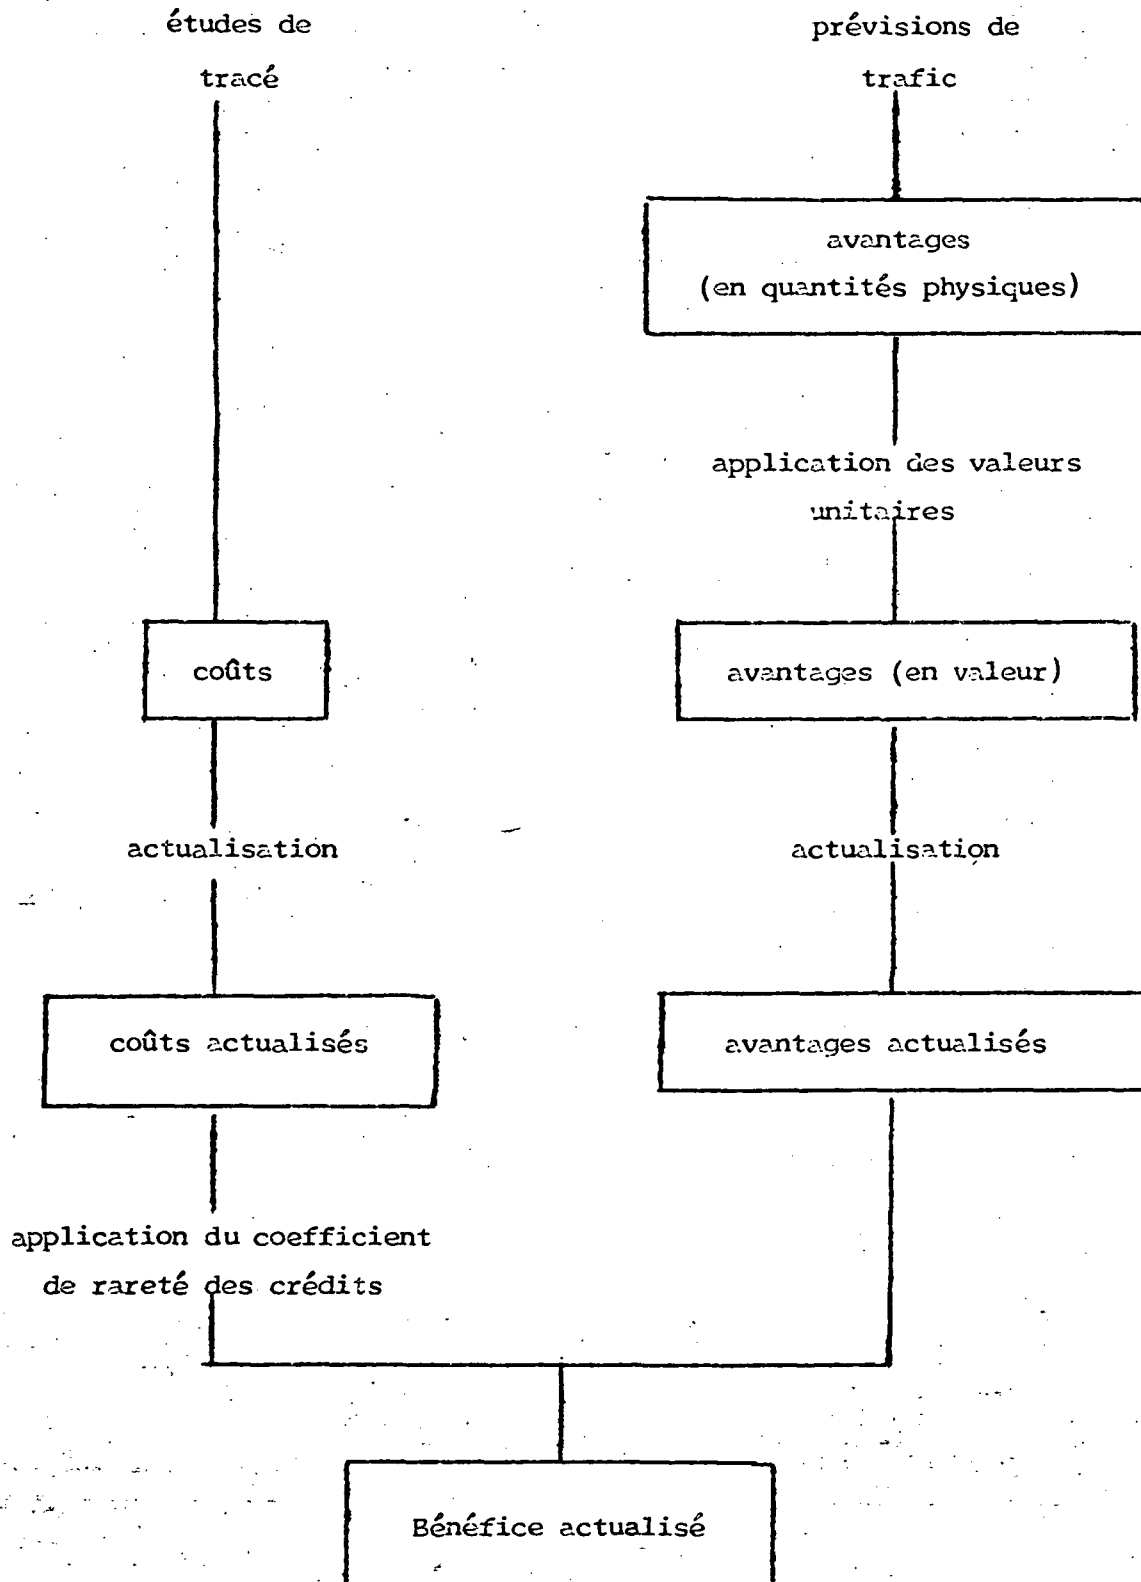 études de
tracé
prévisions de
trafic
avantages
(en quantités physiques)
application des valeurs
unitaires
coûts
avantages (en valeur)
actualisation
actualisation
coûts actualisés
avantages actualisés
application du coefficient
de rareté des crédits
Bénéfice actualisé